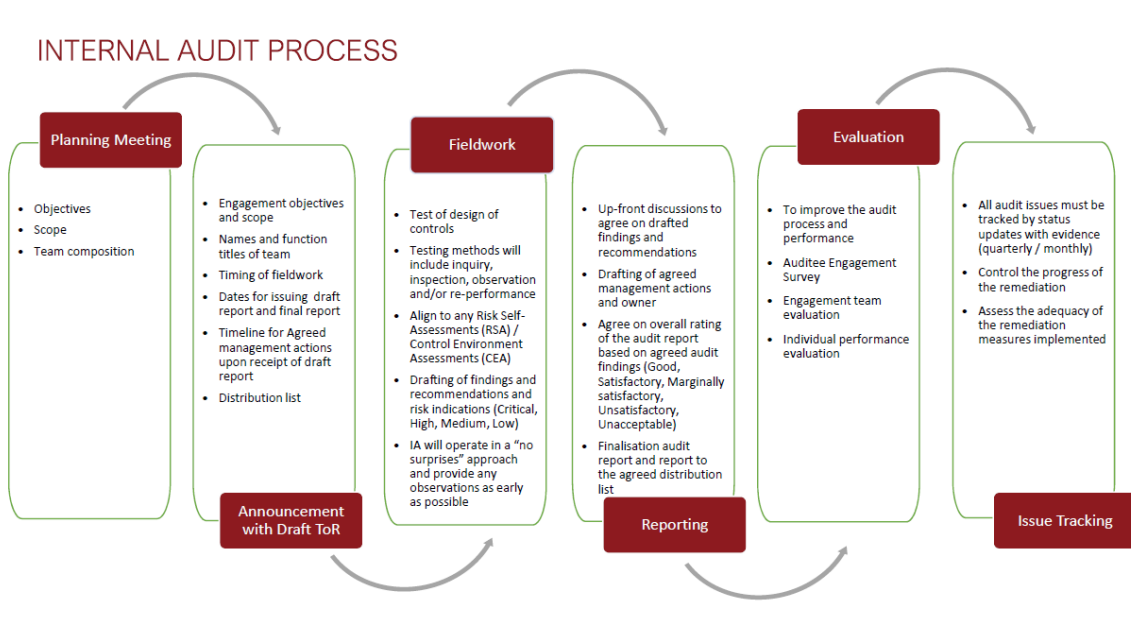 INTERNAL AUDIT PROCESS
Planning Meeting
• Objectives
• Scope
• Team composition
• Engagement objectives
and scope
• Names and function
titles of team
• Timing of fieldwork
• Dates for issuing draft
report and final report
• Timeline for Agreed
management actions
upon receipt of draft
report
• Distribution list
Announcement
with Draft ToR
Fieldwork
• Test of design of
controls
• Testing methods will
include inquiry,
inspection, observation
and/or re-performance
• Align to any Risk Self-
Assessments (RSA) /
Control Environment
Assessments (CEA)
• Drafting of findings and
recommendations and
risk indications (Critical,
High, Medium, Low)
• IA will operate in a “no
surprises” approach
and provide any
observations as early
as possible
• Up-front discussions to
agree on drafted
findings and
recommendations
• Drafting of agreed
management actions
and owner
• Agree on overall rating
of the audit report
based on agreed audit
findings (Good,
Satisfactory, Marginally
satisfactory,
Unsatisfactory,
Unacceptable)
• Finalisation audit
report and report to
the agreed distribution
list
Reporting
Evaluation
• To improve the audit
process and
performance
• Auditee Engagement
Survey
• Engagement team
evaluation
• Individual performance
evaluation
• All audit issues must be
tracked by status
updates with evidence
(quarterly / monthly)
• Control the progress of
the remediation
• Assess the adequacy of
the remediation
measures implemented
Issue Tracking